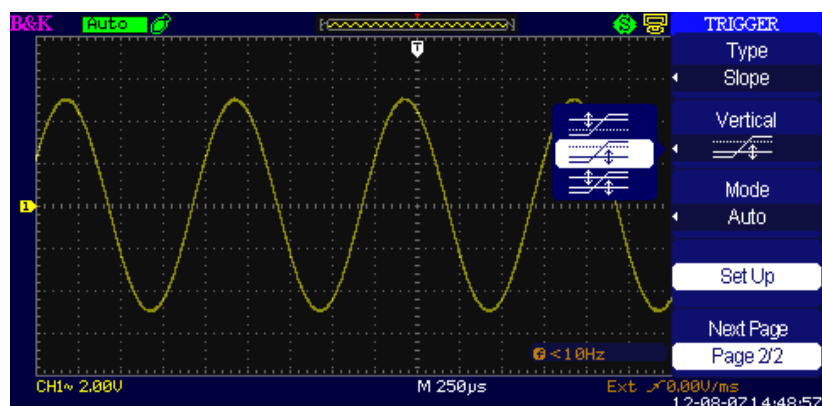 B&K Auto T S TRIGGER
Type
Slope
Vertical
Mode
Auto
Set Up
Next Page
Page 2/2
1
f <10Hz
CH1~ 2.00V M 250µs Ext 0.00V/ms
12-08-07 14:48:57